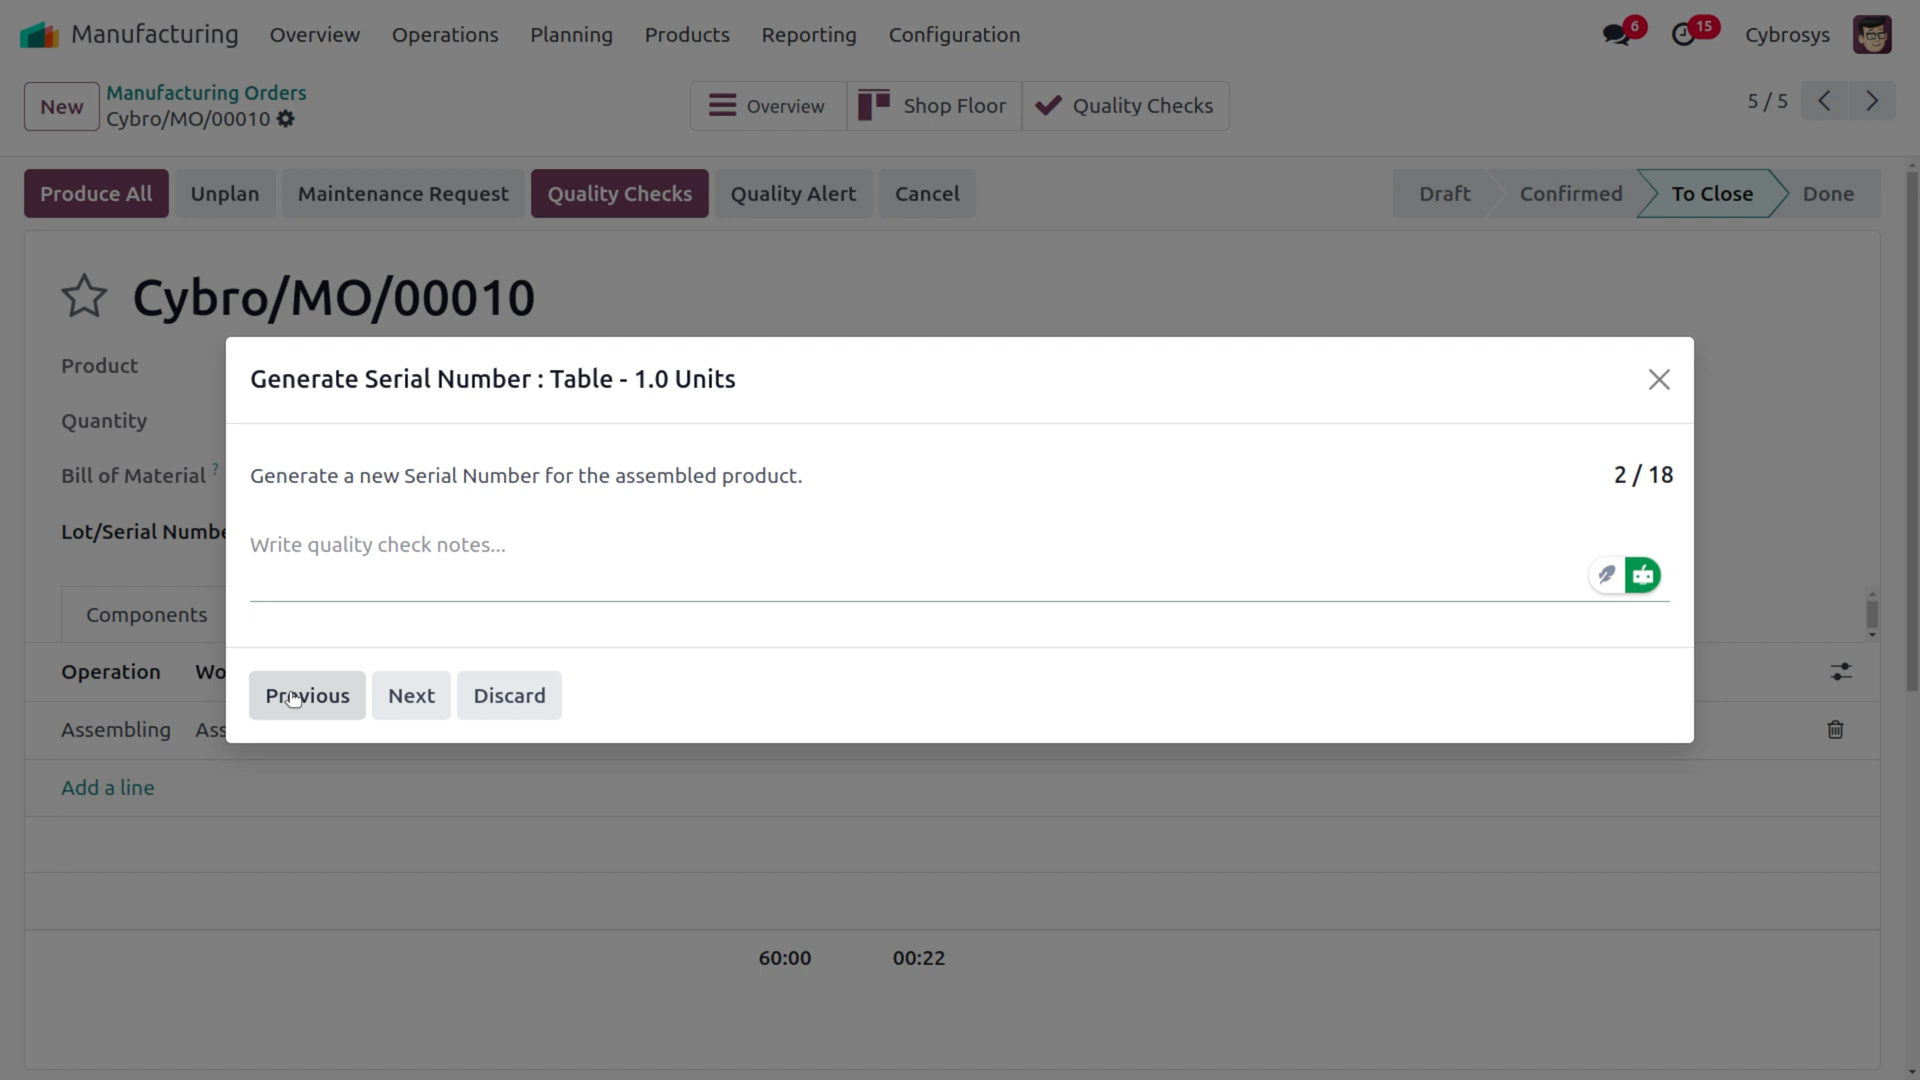 Manufacturing Overview Operations Planning Products Reporting Configuration 6 15 Cybrosys
New Manufacturing Orders Overview Shop Floor Quality Checks 5 / 5
Cybro/MO/00010
Produce All Unplan Maintenance Request Quality Checks Quality Alert Cancel Draft Confirmed To Close Done
Cybro/MO/00010
Product
Generate Serial Number : Table - 1.0 Units
Quantity
Bill of Material ?
Generate a new Serial Number for the assembled product. 2 / 18
Lot/Serial Numbe
Write quality check notes...
Components
Operation Wo
Previous Next Discard
Assembling Ass
Add a line
60:00 00:22